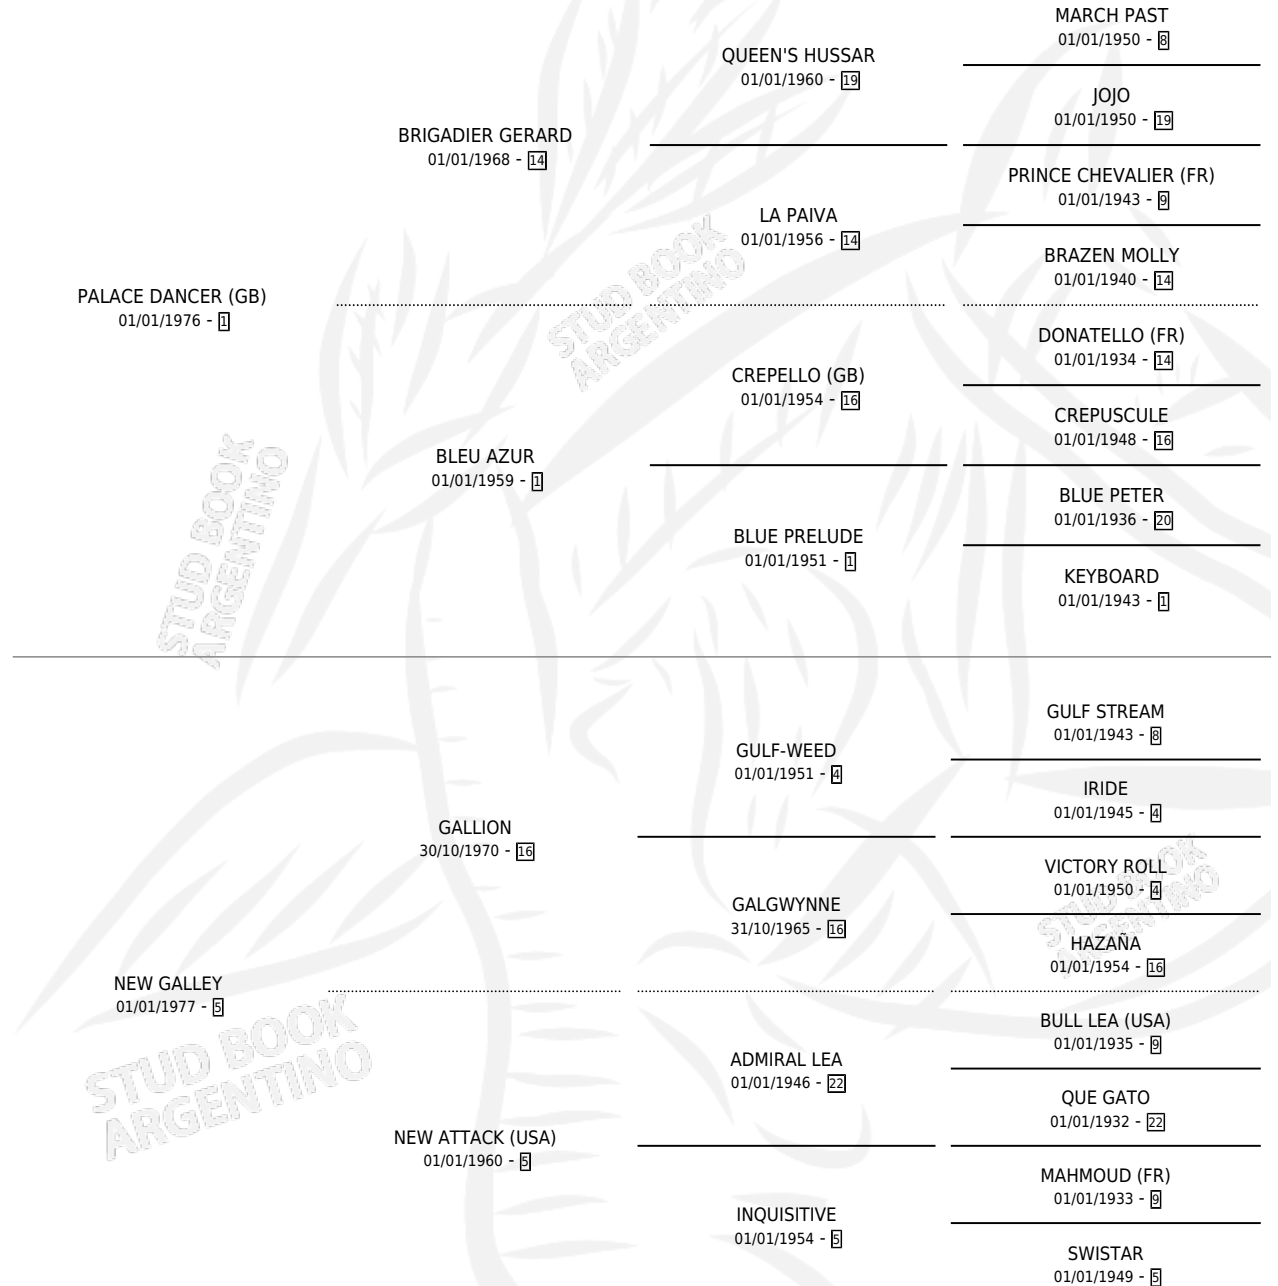 MARCH PAST
01/01/1950 - 8
QUEEN'S HUSSAR
01/01/1960 - 19
JOJO
01/01/1950 - 19
BRIGADIER GERARD
01/01/1968 - 14
PRINCE CHEVALIER (FR)
01/01/1943 - 9
LA PAIVA
01/01/1956 - 14
BRAZEN MOLLY
01/01/1940 - 14
PALACE DANCER (GB)
01/01/1976 - 1
DONATELLO (FR)
01/01/1934 - 14
CREPELLO (GB)
01/01/1954 - 16
CREPUSCULE
01/01/1948 - 16
BLEU AZUR
01/01/1959 - 1
BLUE PETER
01/01/1936 - 20
BLUE PRELUDE
01/01/1951 - 1
KEYBOARD
01/01/1943 - 1
GULF STREAM
01/01/1943 - 8
GULF-WEED
01/01/1951 - 4
IRIDE
01/01/1945 - 4
GALLION
30/10/1970 - 16
VICTORY ROLL
01/01/1950 - 4
GALGWYNNE
31/10/1965 - 16
HAZAÑA
01/01/1954 - 16
NEW GALLEY
01/01/1977 - 5
BULL LEA (USA)
01/01/1935 - 9
ADMIRAL LEA
01/01/1946 - 22
QUE GATO
01/01/1932 - 22
NEW ATTACK (USA)
01/01/1960 - 5
MAHMOUD (FR)
01/01/1933 - 9
INQUISITIVE
01/01/1954 - 5
SWISTAR
01/01/1949 - 5
STUD BOOK
ARGENTINO
STUD BOOK
ARGENTINO
STUD BOOK
ARGENTINO
STUD BOOK
ARGENTINO